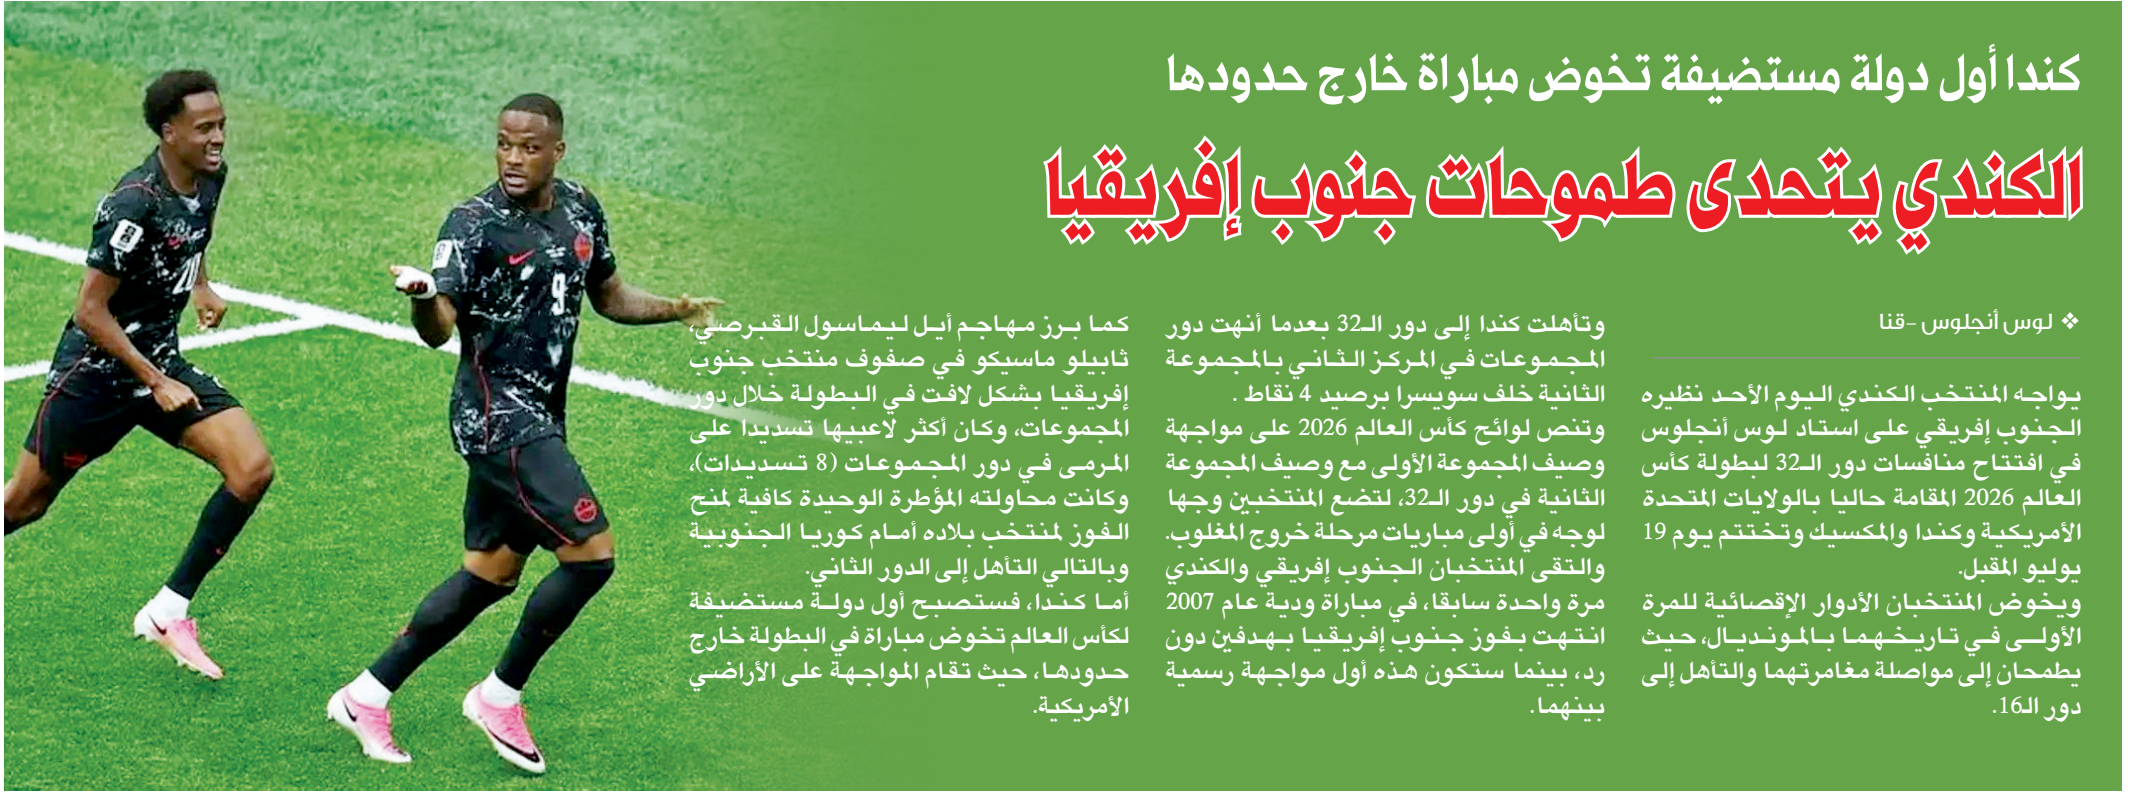 كندا أول دولة مستضيفة تخوض مباراة خارج حدودها
الكندي يتحدى طموحات جنوب إفريقيا
❖ لوس أنجلوس -قنا
يواجه المنتخب الكندي اليوم الأحد نظيره
الجنوب إفريقي على استاد لوس أنجلوس
في افتتاح منافسات دور الـ32 لبطولة كأس
العالم 2026 المقامة حاليا بالولايات المتحدة
الأمريكية وكندا والمكسيك وتختتم يوم 19
يوليو المقبل.
ويخوض المنتخبان الأدوار الإقصائية للمرة
الأولى في تاريخهما بالمونديال، حيث
يطمحان إلى مواصلة مغامرتهما والتأهل إلى
دور الـ16.
وتأهلت كندا إلى دور الـ32 بعدما أنهت دور
المجموعات في المركز الثاني بالمجموعة
الثانية خلف سويسرا برصيد 4 نقاط .
وتنص لوائح كأس العالم 2026 على مواجهة
وصيف المجموعة الأولى مع وصيف المجموعة
الثانية في دور الـ32، لتضع المنتخبين وجها
لوجه في أولى مباريات مرحلة خروج المغلوب.
والتقى المنتخبان الجنوب إفريقي والكندي
مرة واحدة سابقا، في مباراة ودية عام 2007
انتهت بفوز جنوب إفريقيا بهدفين دون
رد، بينما ستكون هذه أول مواجهة رسمية
بينهما.
كما برز مهاجم أيل ليماسول القبرصي،
ثابيلو ماسيكو في صفوف منتخب جنوب
إفريقيا بشكل لافت في البطولة خلال دور
المجموعات، وكان أكثر لاعبيها تسديدا على
المرمى في دور المجموعات (8 تسديدات)،
وكانت محاولته المؤطرة الوحيدة كافية لمنح
الفوز لمنتخب بلاده أمام كوريا الجنوبية
وبالتالي التأهل إلى الدور الثاني.
أما كندا، فستصبح أول دولة مستضيفة
لكأس العالم تخوض مباراة في البطولة خارج
حدودها، حيث تقام المواجهة على الأراضي
الأمريكية.
20
9